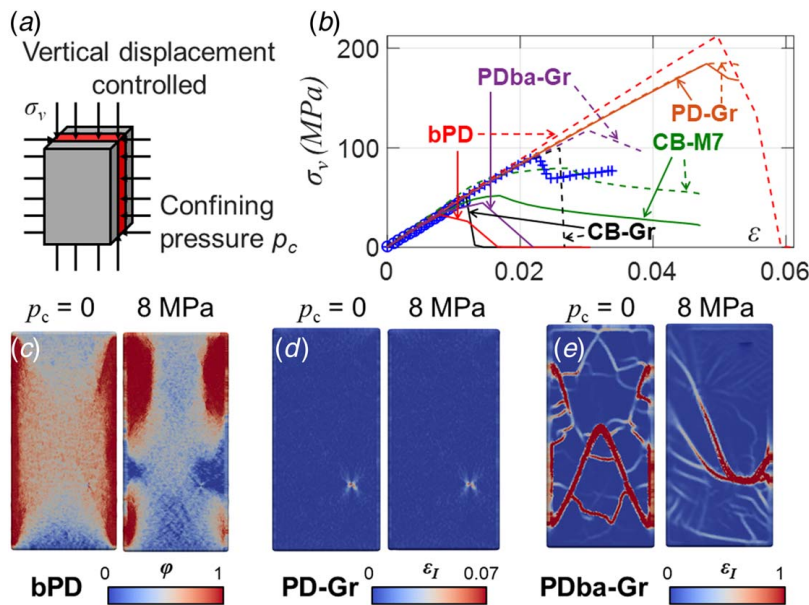 (a)
Vertical displacement
controlled
σv
Confining
pressure pc
(b)
σv (MPa)
200
100
0
0
0.02
0.04
0.06
ε
PDba-Gr
bPD
PD-Gr
CB-M7
CB-Gr
pc = 0 8 MPa
(c)
pc = 0 8 MPa
(d)
pc = 0 8 MPa
(e)
bPD 0 φ 1
PD-Gr 0 εI 0.07
PDba-Gr 0 εI 1